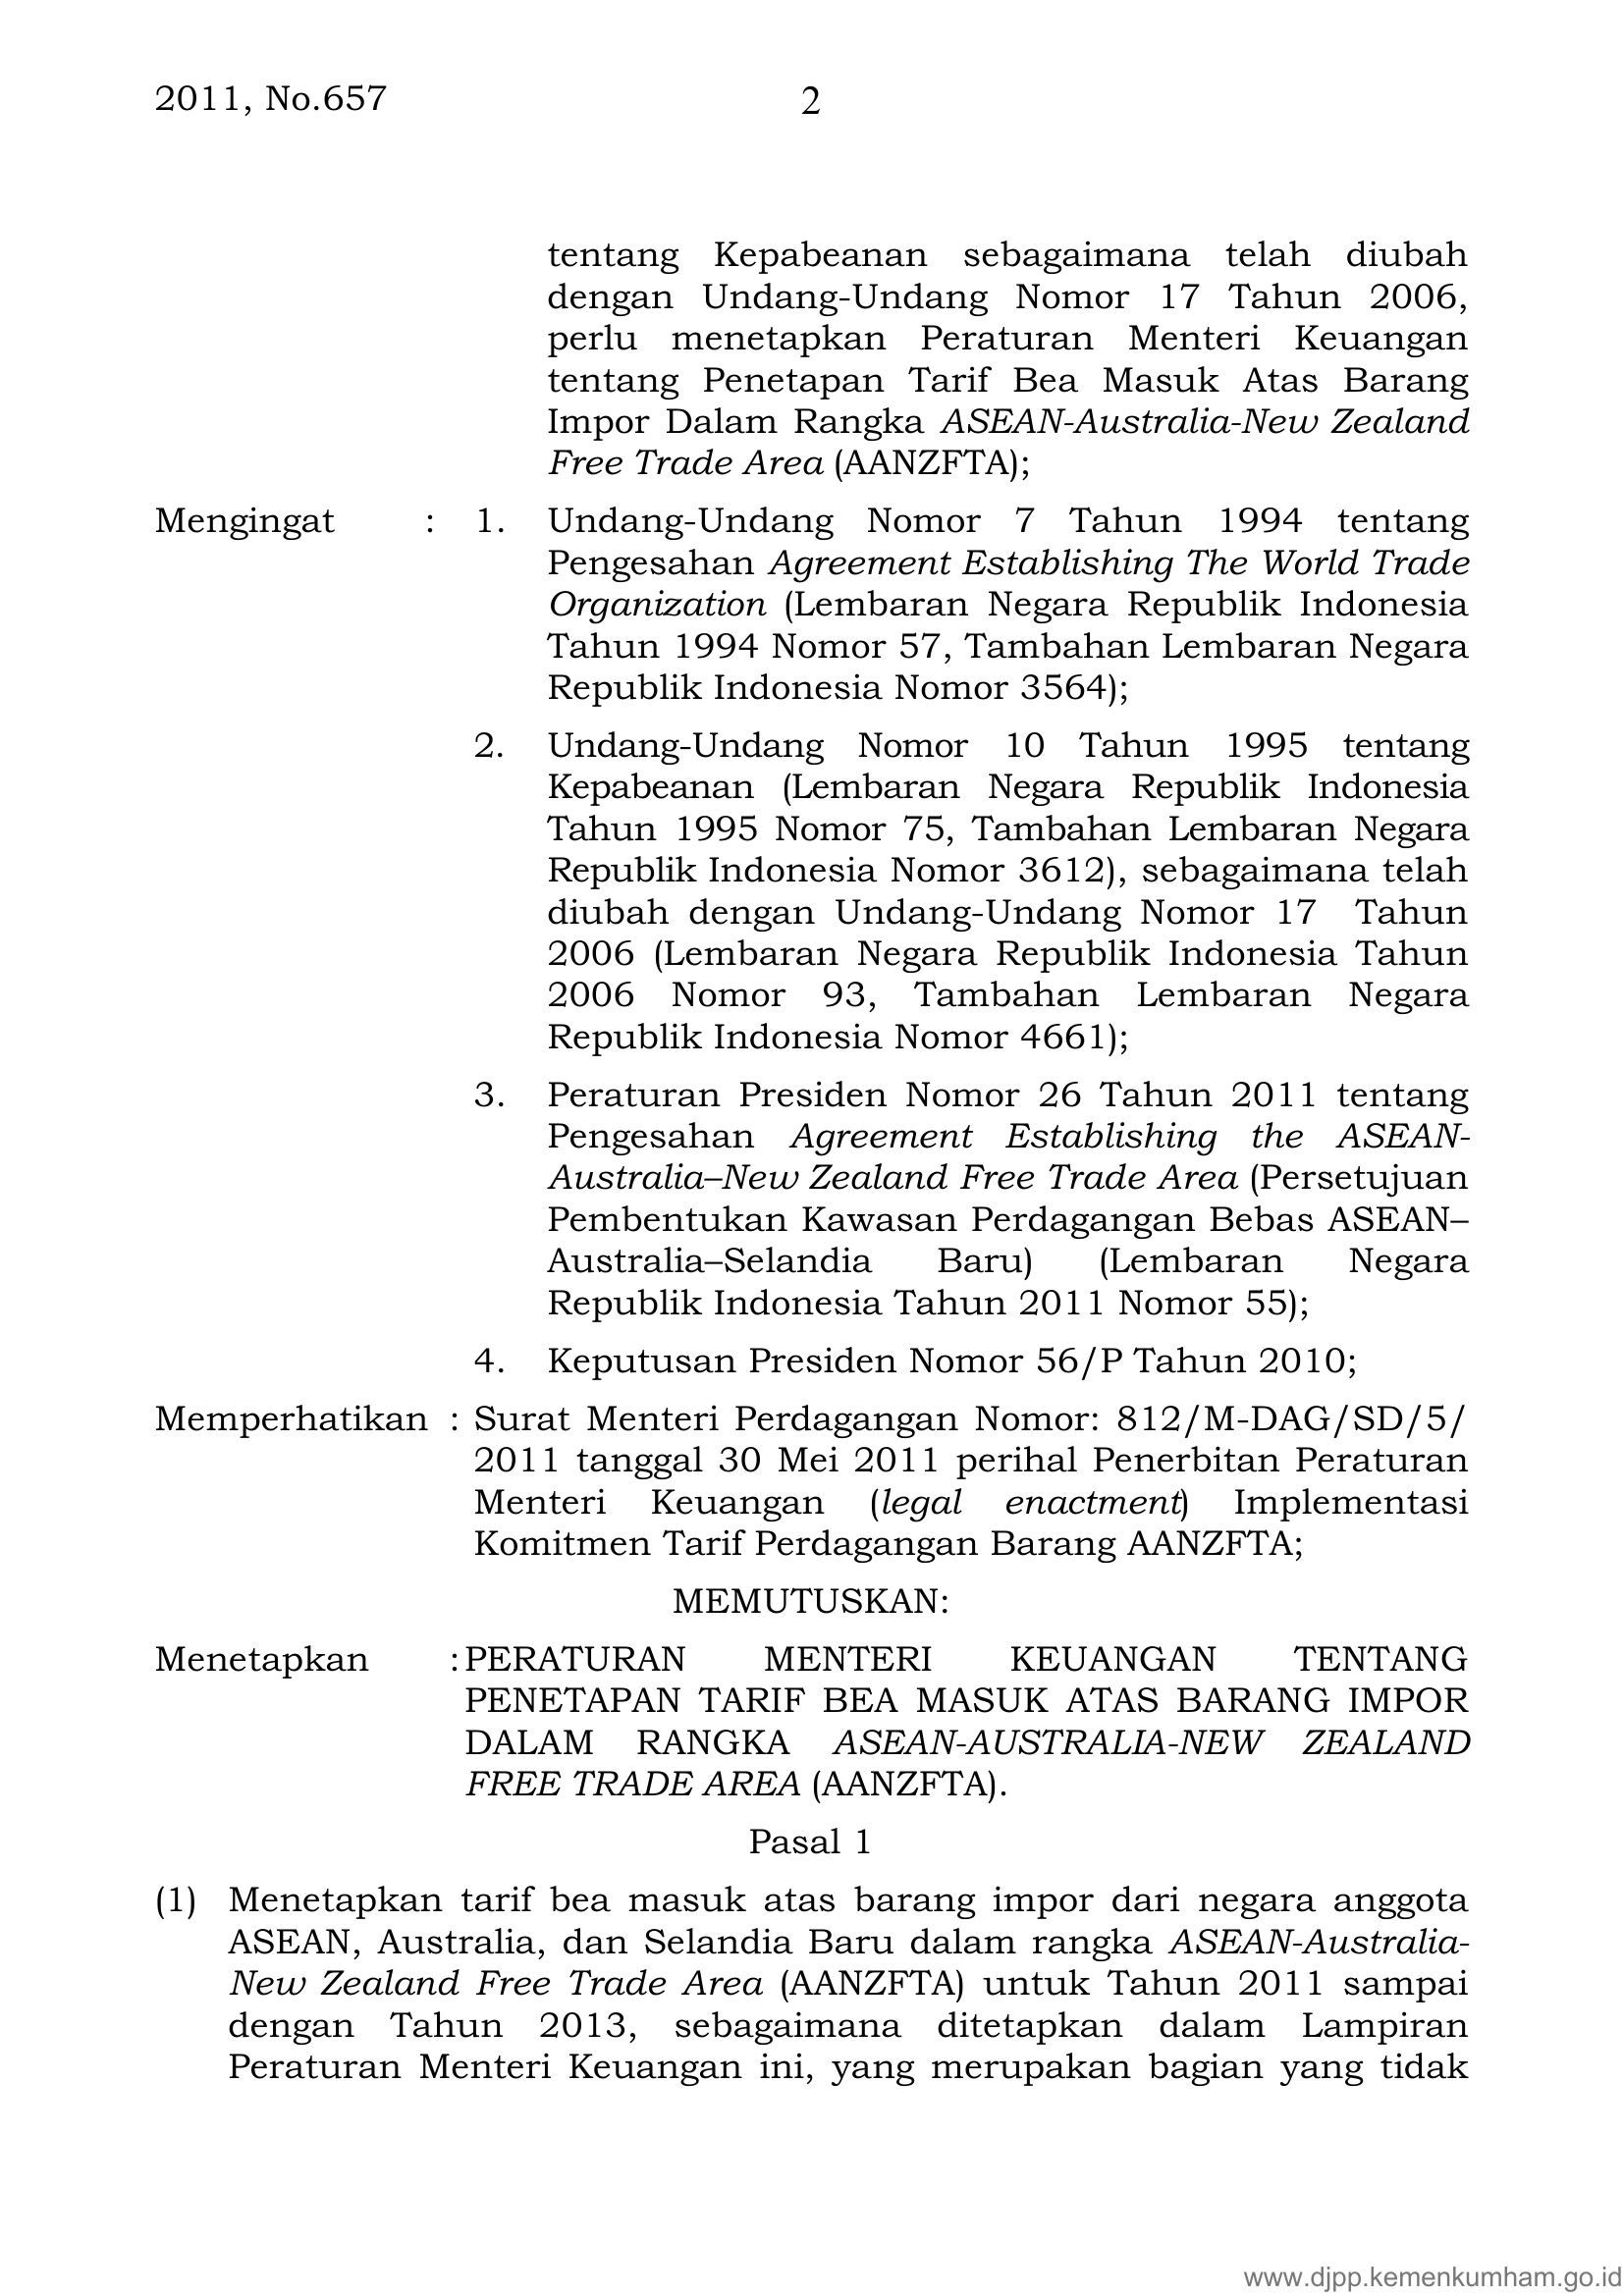 2011, No.657 2
tentang Kepabeanan sebagaimana telah diubah
dengan Undang-Undang Nomor 17 Tahun 2006,
perlu menetapkan Peraturan Menteri Keuangan
tentang Penetapan Tarif Bea Masuk Atas Barang
Impor Dalam Rangka ASEAN-Australia-New Zealand
Free Trade Area (AANZFTA);
Mengingat : 1. Undang-Undang Nomor 7 Tahun 1994 tentang
Pengesahan Agreement Establishing The World Trade
Organization (Lembaran Negara Republik Indonesia
Tahun 1994 Nomor 57, Tambahan Lembaran Negara
Republik Indonesia Nomor 3564);
2. Undang-Undang Nomor 10 Tahun 1995 tentang
Kepabeanan (Lembaran Negara Republik Indonesia
Tahun 1995 Nomor 75, Tambahan Lembaran Negara
Republik Indonesia Nomor 3612), sebagaimana telah
diubah dengan Undang-Undang Nomor 17 Tahun
2006 (Lembaran Negara Republik Indonesia Tahun
2006 Nomor 93, Tambahan Lembaran Negara
Republik Indonesia Nomor 4661);
3. Peraturan Presiden Nomor 26 Tahun 2011 tentang
Pengesahan Agreement Establishing the ASEAN-
Australia–New Zealand Free Trade Area (Persetujuan
Pembentukan Kawasan Perdagangan Bebas ASEAN–
Australia–Selandia Baru) (Lembaran Negara
Republik Indonesia Tahun 2011 Nomor 55);
4. Keputusan Presiden Nomor 56/P Tahun 2010;
Memperhatikan : Surat Menteri Perdagangan Nomor: 812/M-DAG/SD/5/
2011 tanggal 30 Mei 2011 perihal Penerbitan Peraturan
Menteri Keuangan (legal enactment) Implementasi
Komitmen Tarif Perdagangan Barang AANZFTA;
MEMUTUSKAN:
Menetapkan : PERATURAN MENTERI KEUANGAN TENTANG
PENETAPAN TARIF BEA MASUK ATAS BARANG IMPOR
DALAM RANGKA ASEAN-AUSTRALIA-NEW ZEALAND
FREE TRADE AREA (AANZFTA).
Pasal 1
(1) Menetapkan tarif bea masuk atas barang impor dari negara anggota
ASEAN, Australia, dan Selandia Baru dalam rangka ASEAN-Australia-
New Zealand Free Trade Area (AANZFTA) untuk Tahun 2011 sampai
dengan Tahun 2013, sebagaimana ditetapkan dalam Lampiran
Peraturan Menteri Keuangan ini, yang merupakan bagian yang tidak
www.djpp.kemenkumham.go.id